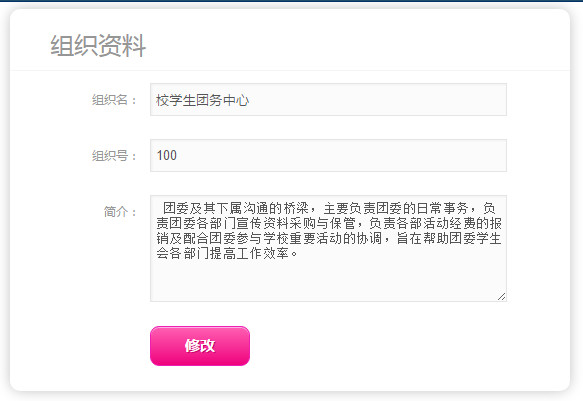 组织资料
组织名：
校学生团务中心
组织号：
100
简介：
团委及其下属沟通的桥梁，主要负责团委的日常事务，负
责团委各部门宣传资料采购与保管，负责各部活动经费的报
销及配合团委参与学校重要活动的协调，旨在帮助团委学生
会各部门提高工作效率。
修改